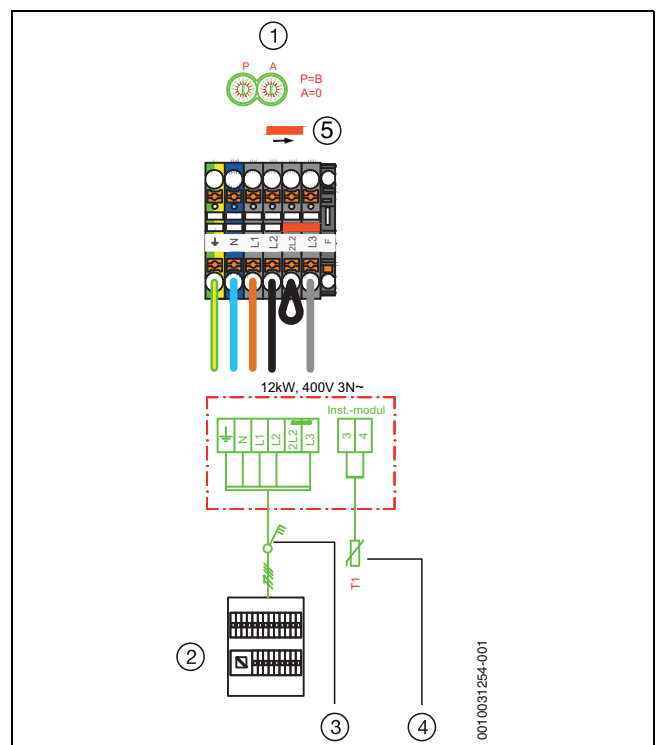 1
P A
P=B
A=0
5
N L1 L2 2L2 L3 F
12kW, 400V 3N~
Inst.-modul
N L1 L2 2L2 L3 3 4
T1
2
3 4
0010031254-001